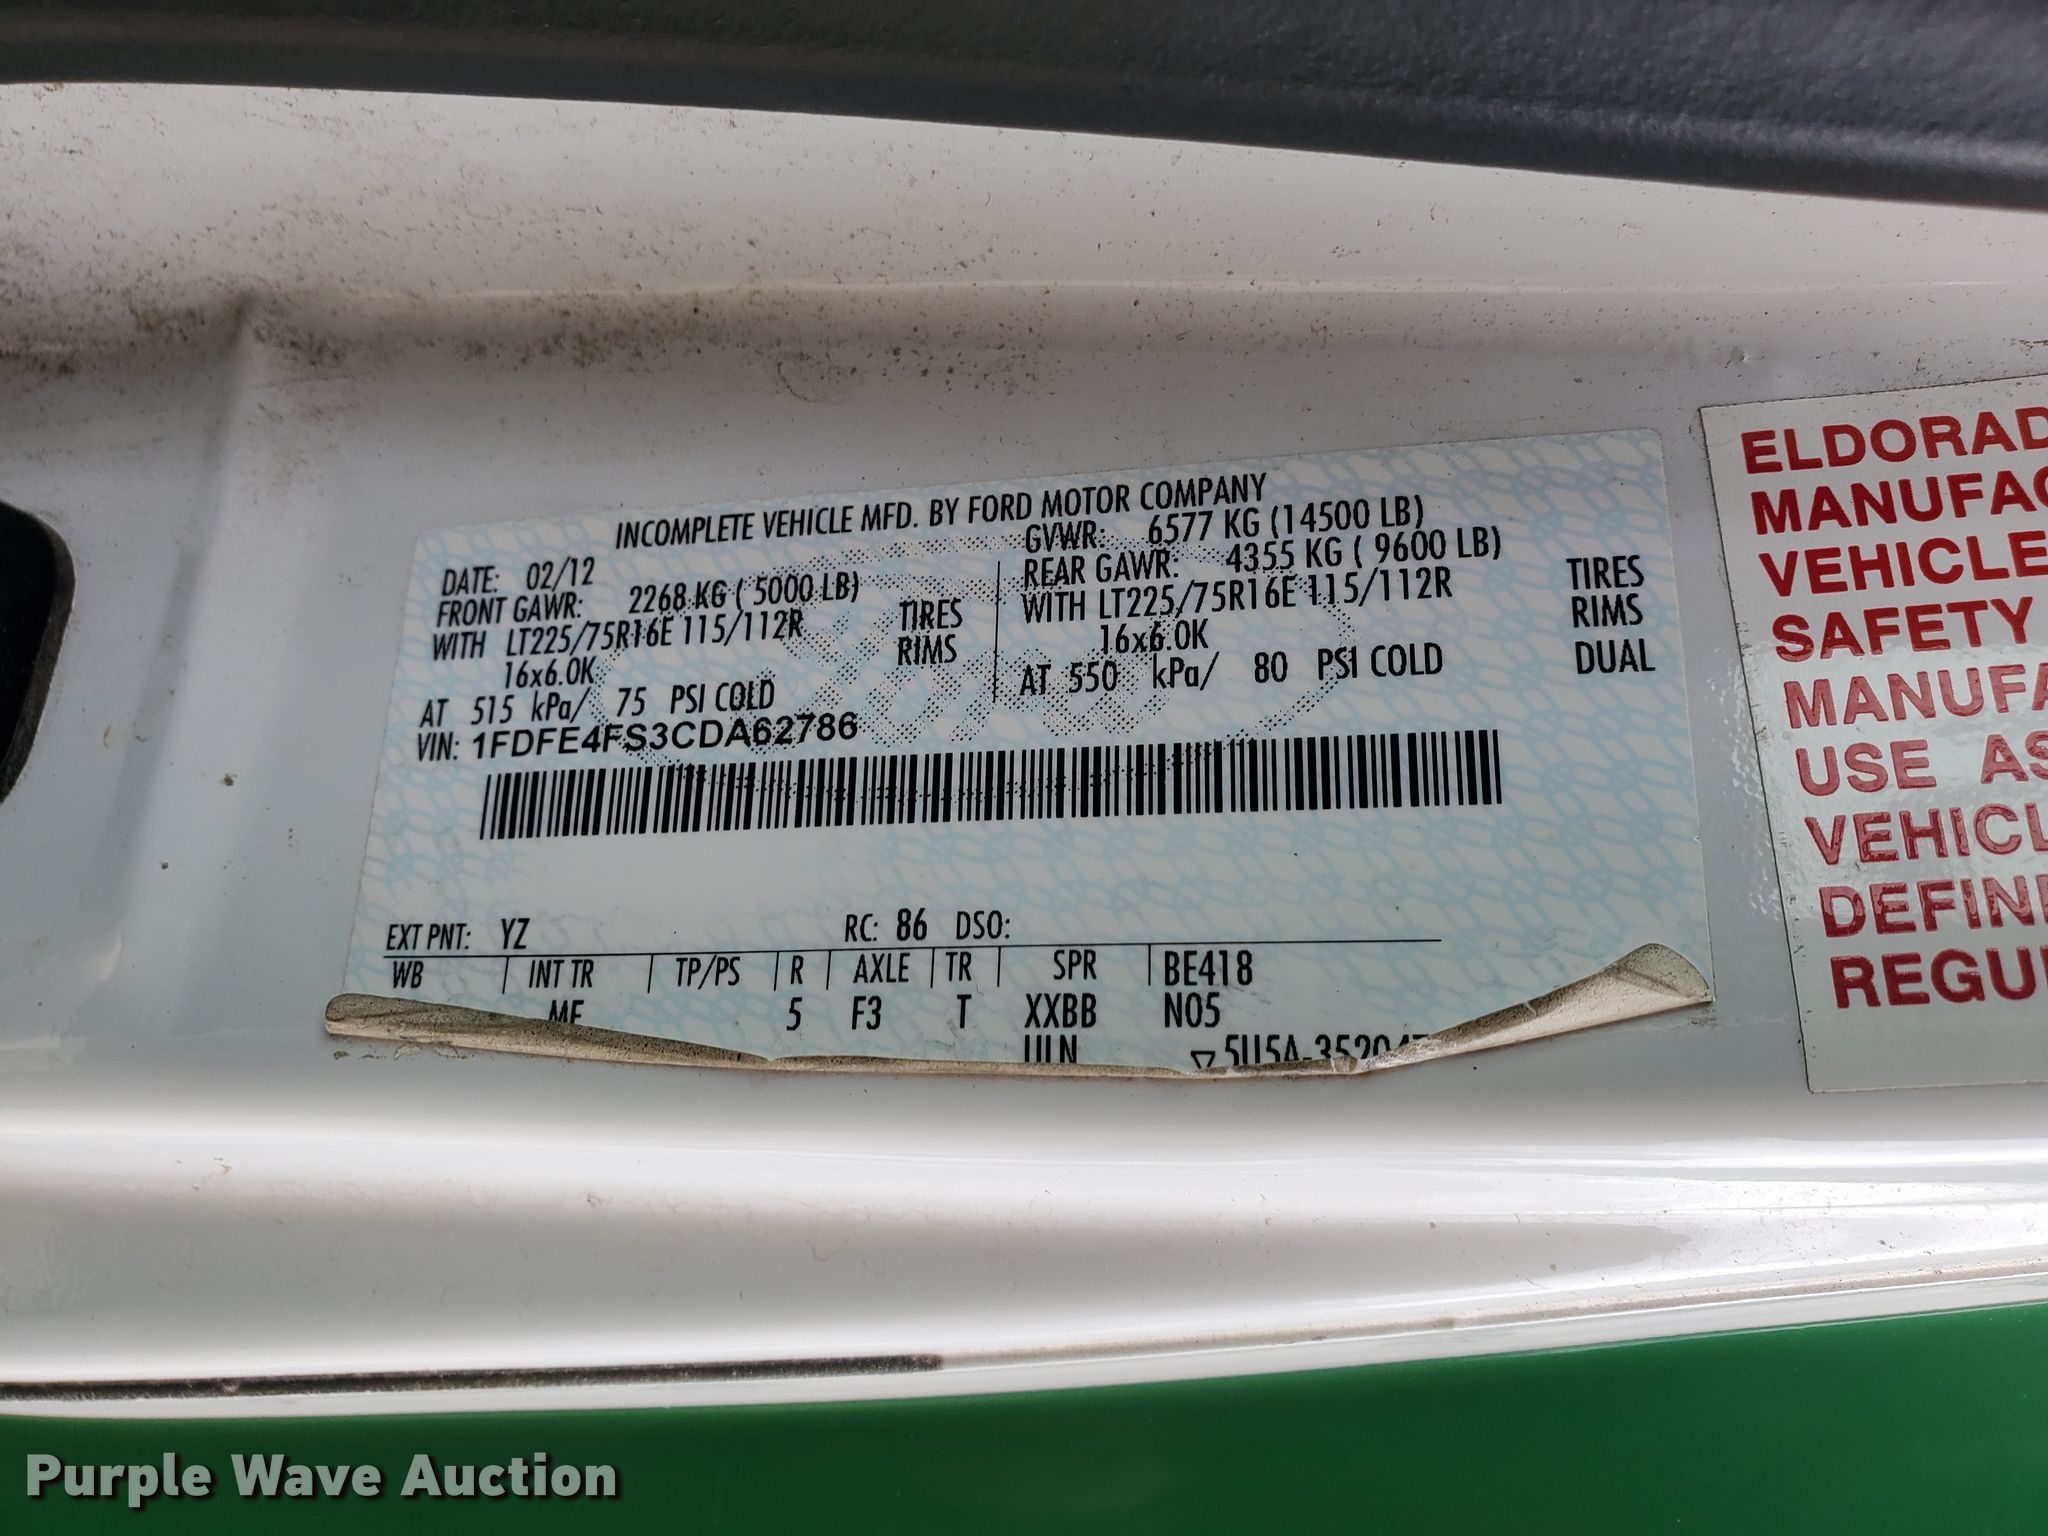 INCOMPLETE VEHICLE MFD. BY FORD MOTOR COMPANY
DATE: 02/12
GVWR: 6577 KG (14500 LB)
FRONT GAWR: 2268 KG ( 5000 LB)
REAR GAWR: 4355 KG ( 9600 LB)
WITH LT225/75R16E 115/112R TIRES
WITH LT225/75R16E 115/112R TIRES
16x6.0K RIMS
16x6.0K RIMS
AT 515 kPa/ 75 PSI COLD
AT 550 kPa/ 80 PSI COLD DUAL
VIN: 1FDFE4FS3CDA62786
EXT PNT: YZ RC: 86 DSO:
WB INT TR TP/PS R AXLE TR SPR BE418
ME 5 F3 T XXBB N05
ELDORAD
MANUFAC
VEHICLE
SAFETY
MANUFA
USE AS
VEHICL
DEFIN
REGU
Purple Wave Auction